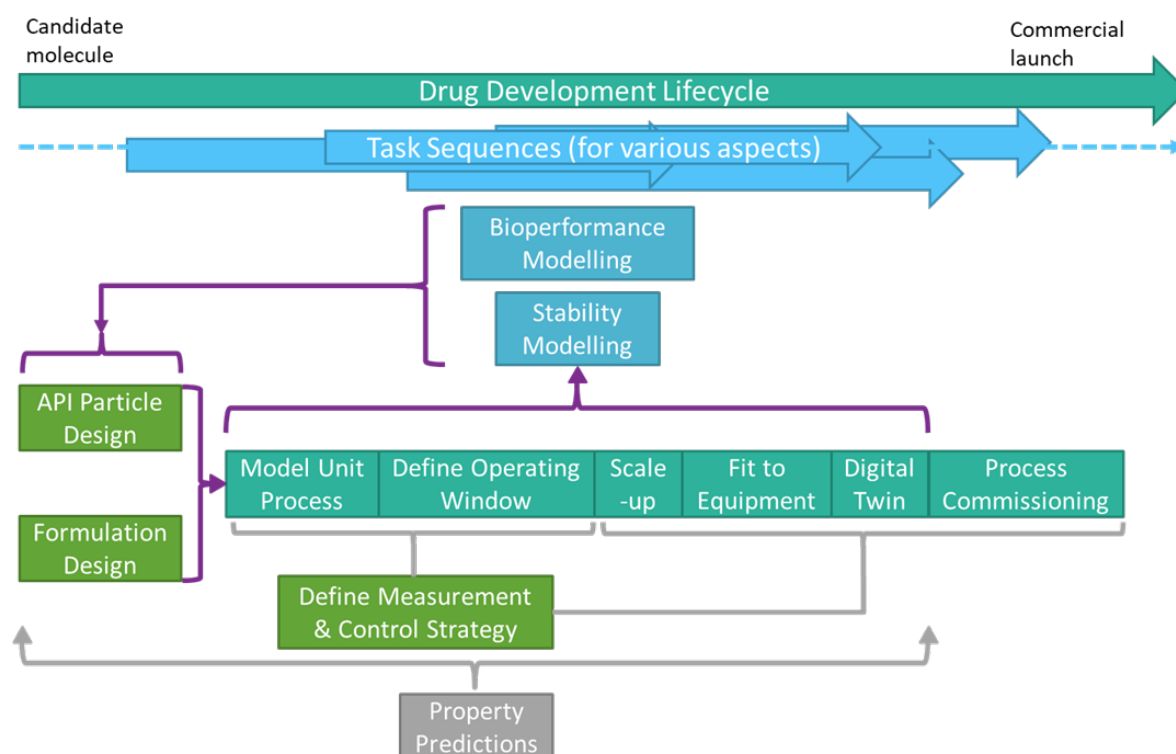 Candidate
molecule
Commercial
launch
Drug Development Lifecycle
Task Sequences (for various aspects)
Bioperformance
Modelling
Stability
Modelling
API Particle
Design
Formulation
Design
Model Unit
Process
Define Operating
Window
Scale
-up
Fit to
Equipment
Digital
Twin
Process
Commissioning
Define Measurement
& Control Strategy
Property
Predictions